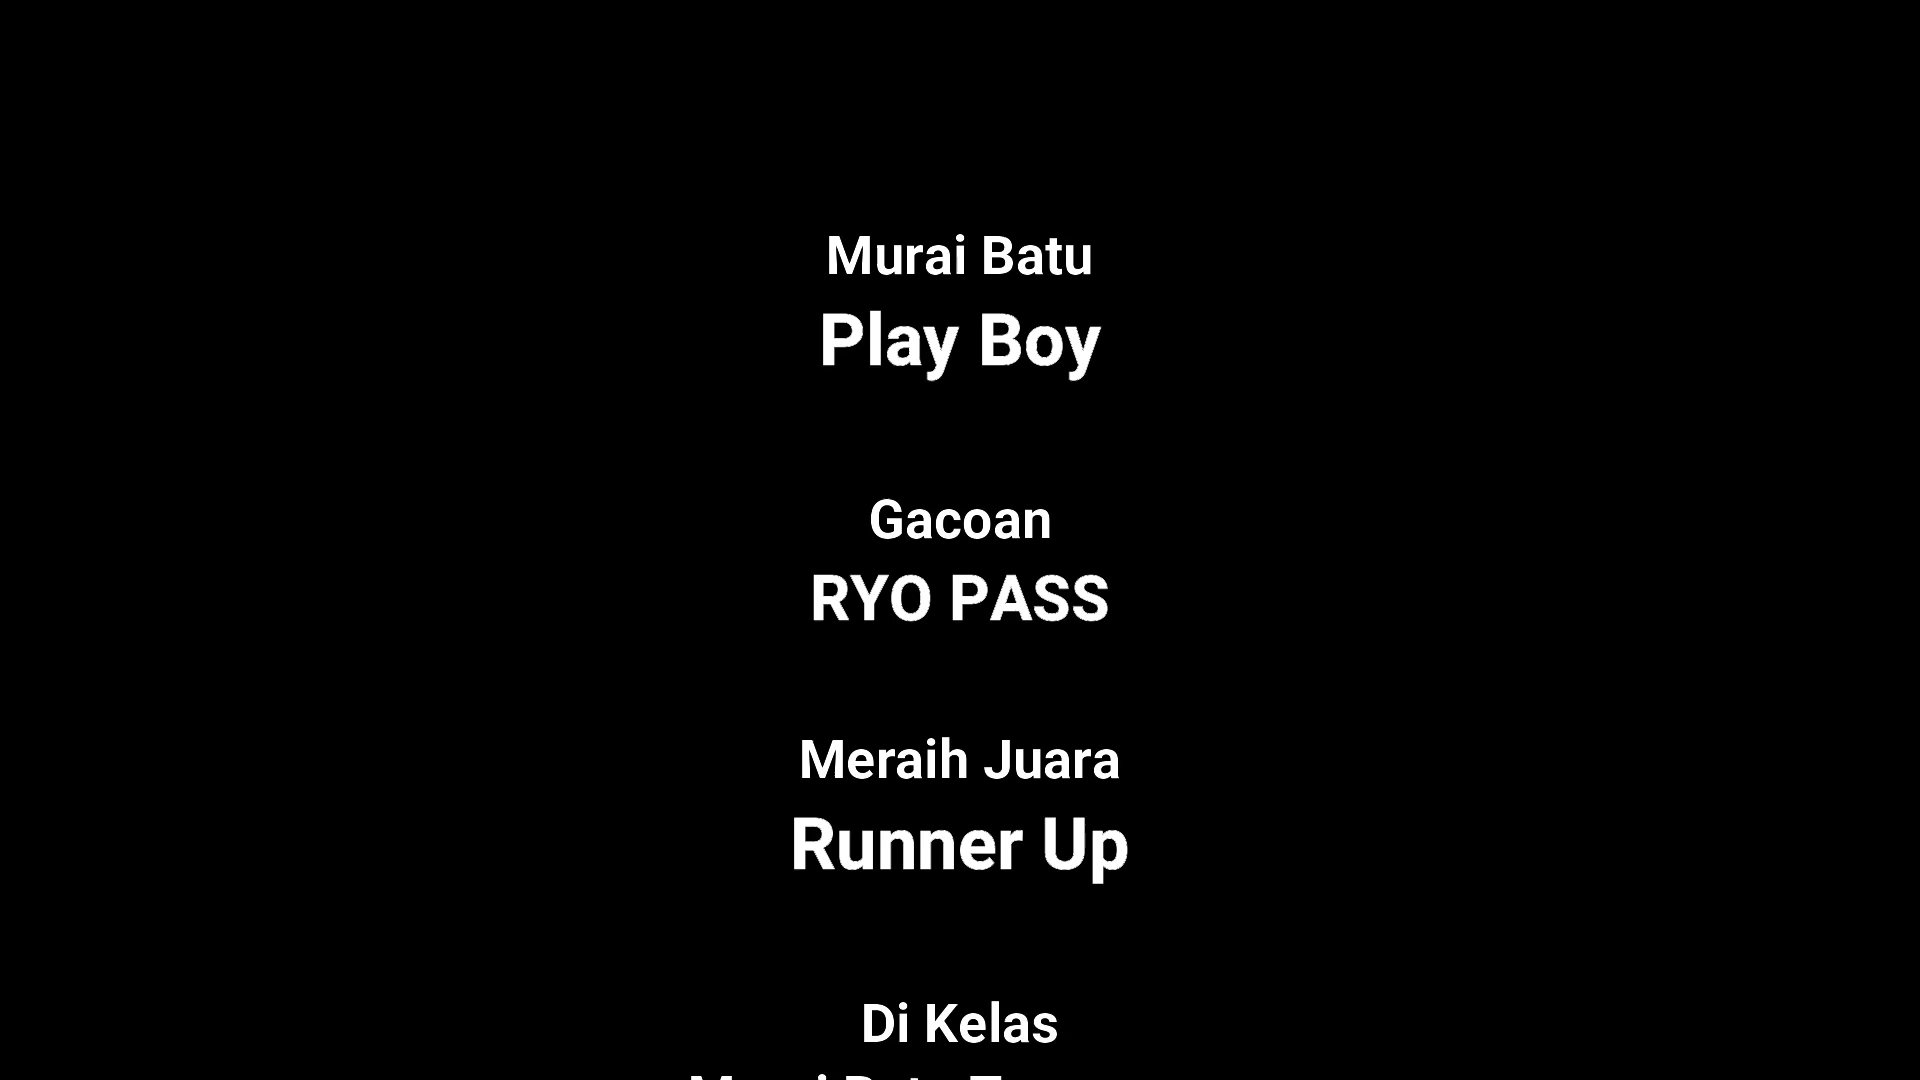 Murai Batu
Play Boy
Gacoan
RYO PASS
Meraih Juara
Runner Up
Di Kelas